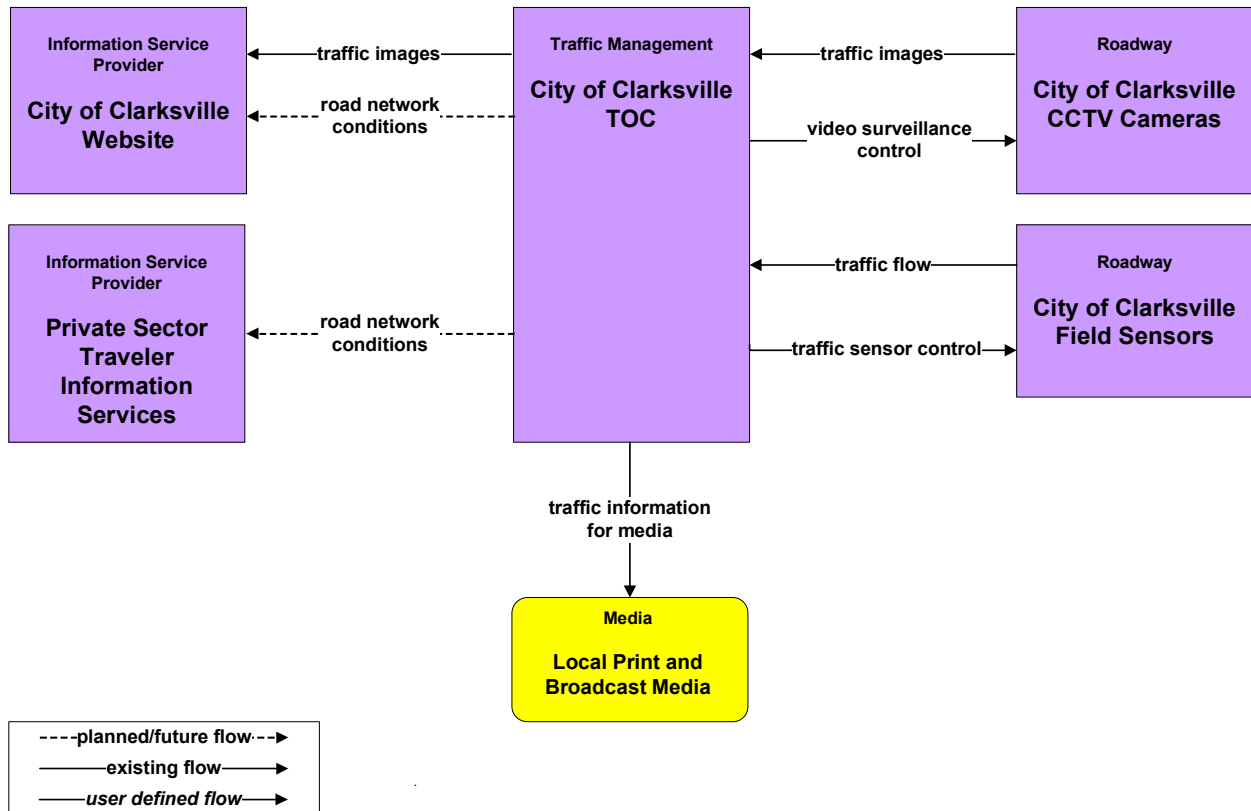 Information Service
Provider
City of Clarksville
Website
traffic images
road network
conditions
Traffic Management
City of Clarksville
TOC
traffic images
video surveillance
control
Roadway
City of Clarksville
CCTV Cameras
Information Service
Provider
Private Sector
Traveler
Information
Services
road network
conditions
traffic flow
traffic sensor control
Roadway
City of Clarksville
Field Sensors
traffic information
for media
Media
Local Print and
Broadcast Media
planned/future flow
existing flow
user defined flow